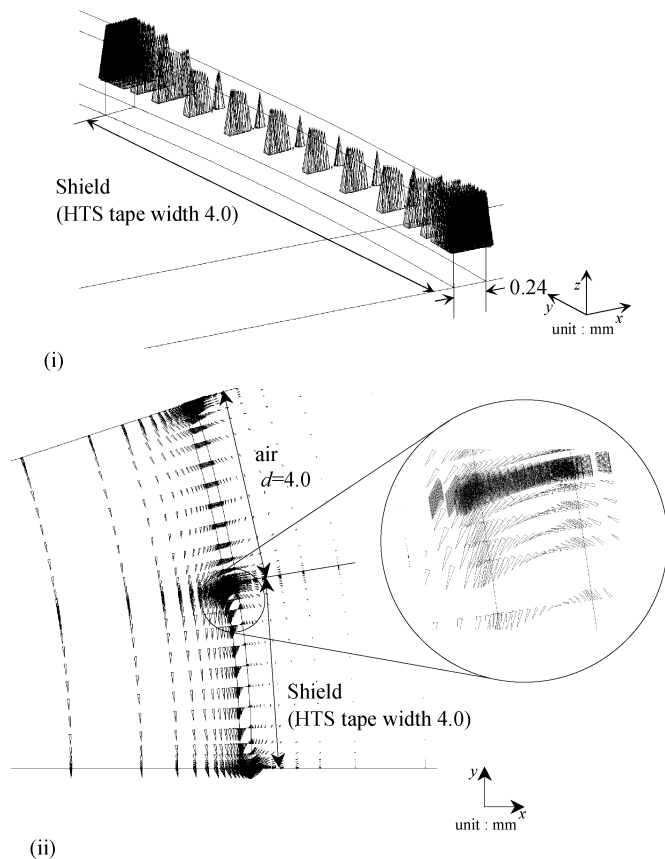 Shield
(HTS tape width 4.0)
0.24
z
y
x
unit : mm
(i)
air
d=4.0
Shield
(HTS tape width 4.0)
y
x
unit : mm
(ii)